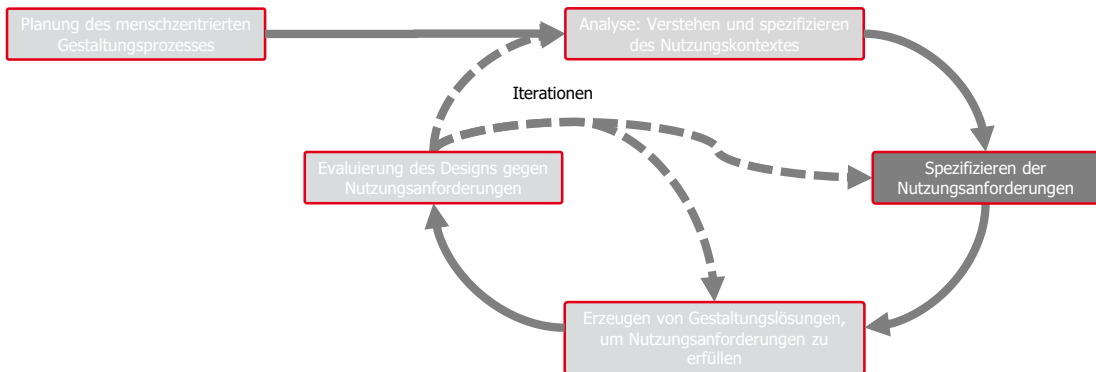 Planung des menschzentrierten
Gestaltungsprozesses
Analyse: Verstehen und spezifizieren
des Nutzungskontextes
Iterationen
Evaluierung des Designs gegen
Nutzungsanforderungen
Spezifizieren der
Nutzungsanforderungen
Erzeugen von Gestaltungslösungen,
um Nutzungsanforderungen zu
erfüllen